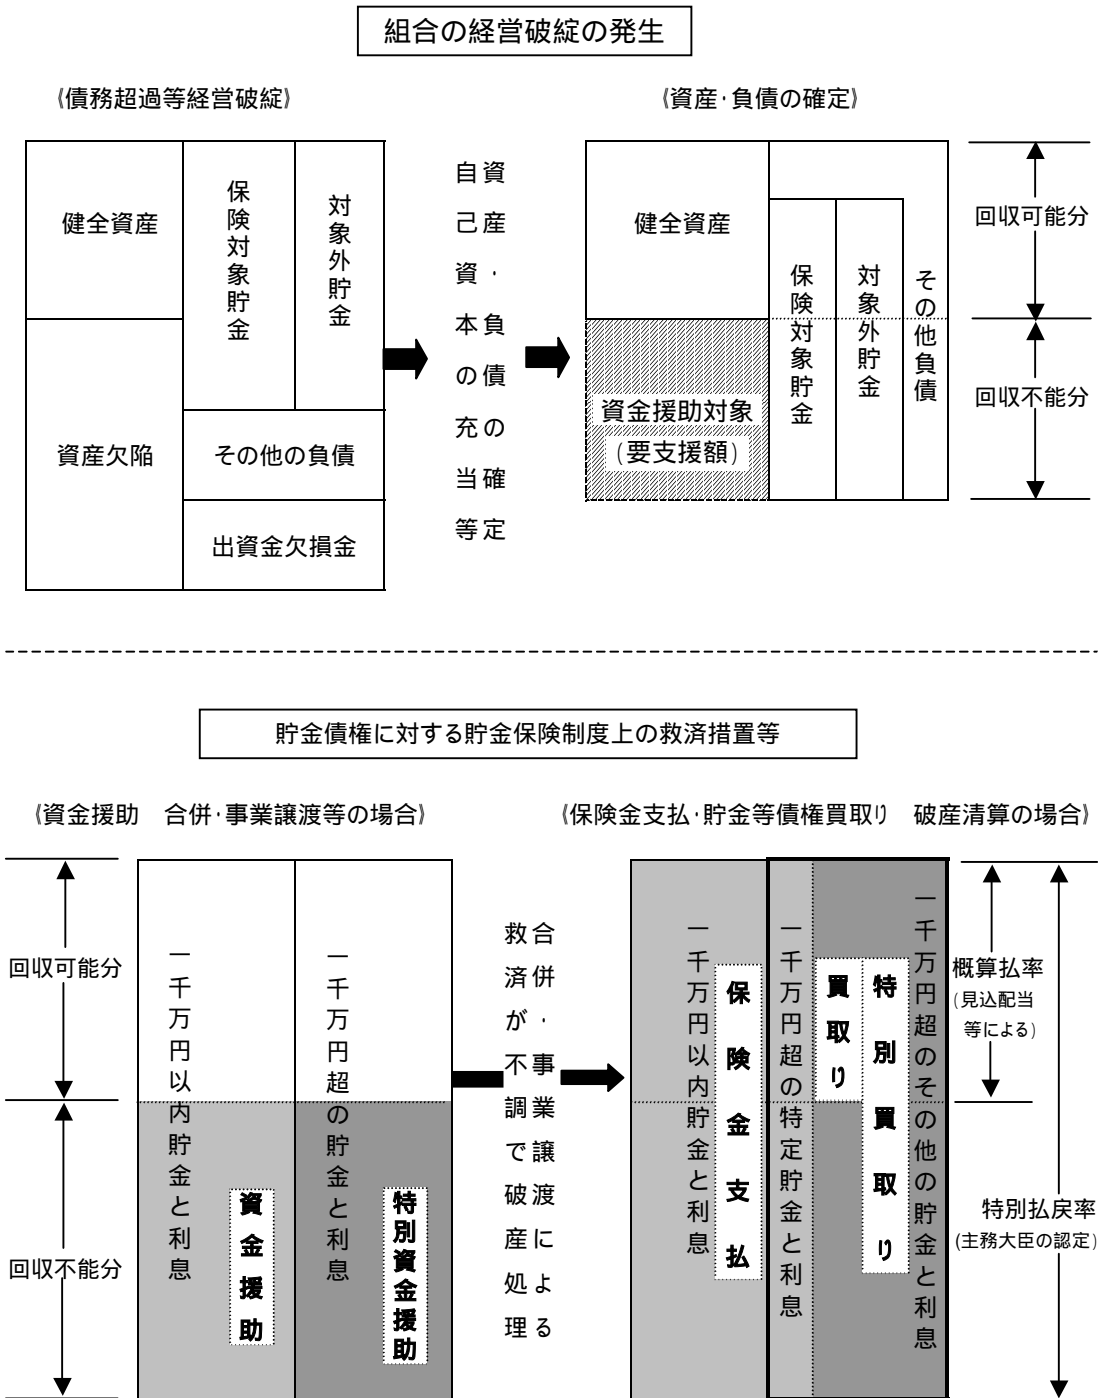 組合の経営破綻の発生
《債務超過等経営破綻》
《資産・負債の確定》
健全資産
保険対象貯金
対象外貯金
資産欠陥
その他の負債
出資金欠損金
資産・負債の確定
自己資本の充当等
健全資産
資金援助対象
(要支援額)
保険対象貯金
対象外貯金
その他負債
回収可能分
回収不能分
貯金債権に対する貯金保険制度上の救済措置等
《資金援助　合併・事業譲渡等の場合》
《保険金支払・貯金等債権買取り　破産清算の場合》
回収可能分
回収不能分
一千万円以内貯金と利息
資金援助
一千万円超の貯金と利息
特別資金援助
合併・事業譲渡による
救済が不調で破産処理
一千万円以内貯金と利息
保険金支払
一千万円超の特定貯金と利息
買取り
特別買取り
一千万円超のその他の貯金と利息
概算払率
(見込配当
等による)
特別払戻率
(主務大臣の認定)